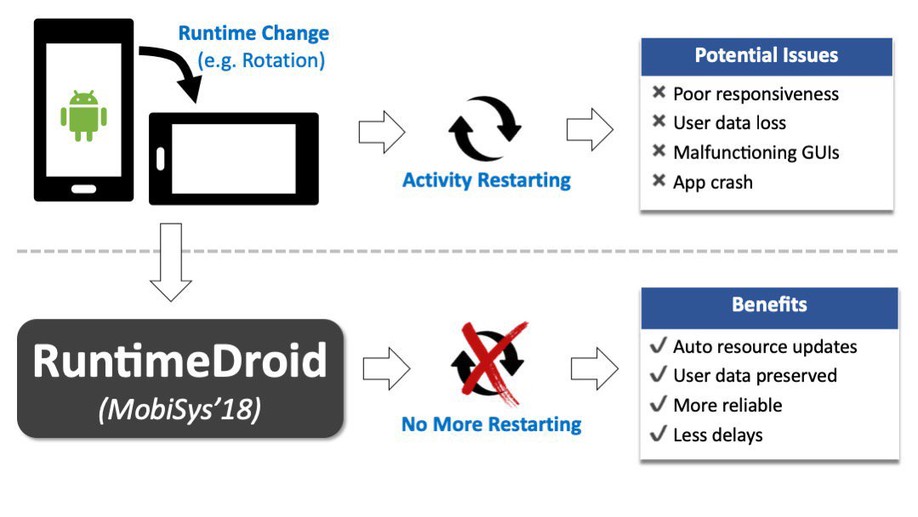 Runtime Change
(e.g. Rotation)
Activity Restarting
Potential Issues
✖ Poor responsiveness
✖ User data loss
✖ Malfunctioning GUIs
✖ App crash
RuntimeDroid
(MobiSys’18)
No More Restarting
Benefits
✓ Auto resource updates
✓ User data preserved
✓ More reliable
✓ Less delays